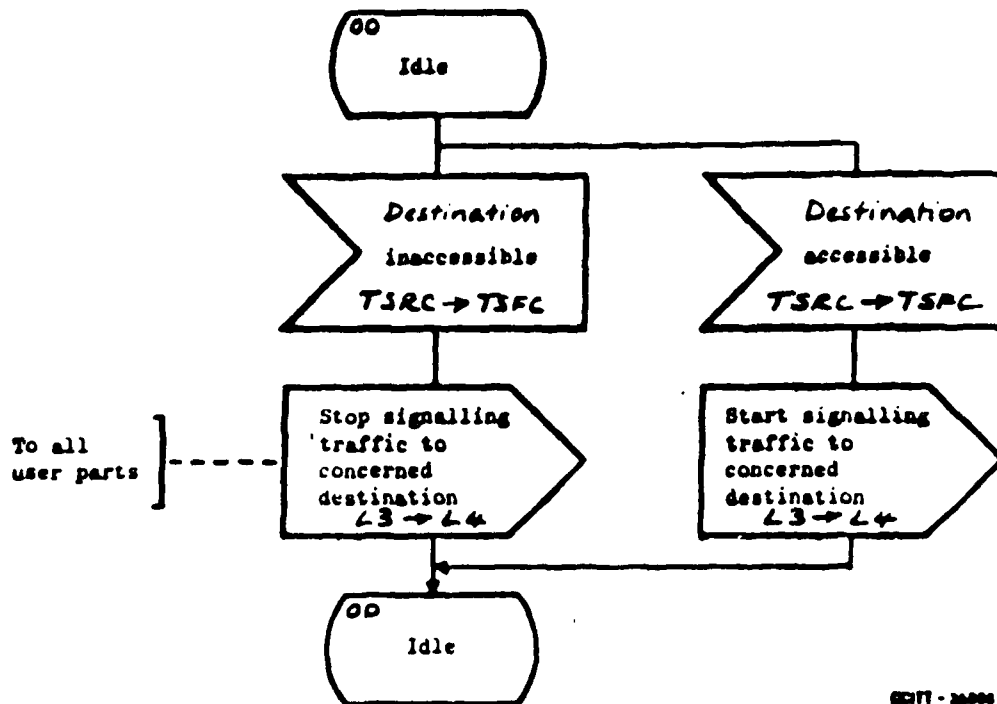 00
Idle
Destination
inaccessible
TSRC → TSFC
Destination
accessible
TSRC → TSFC
To all
user parts
Stop signalling
traffic to
concerned
destination
L3 → L4
Start signalling
traffic to
concerned
destination
L3 → L4
00
Idle
CCITT -